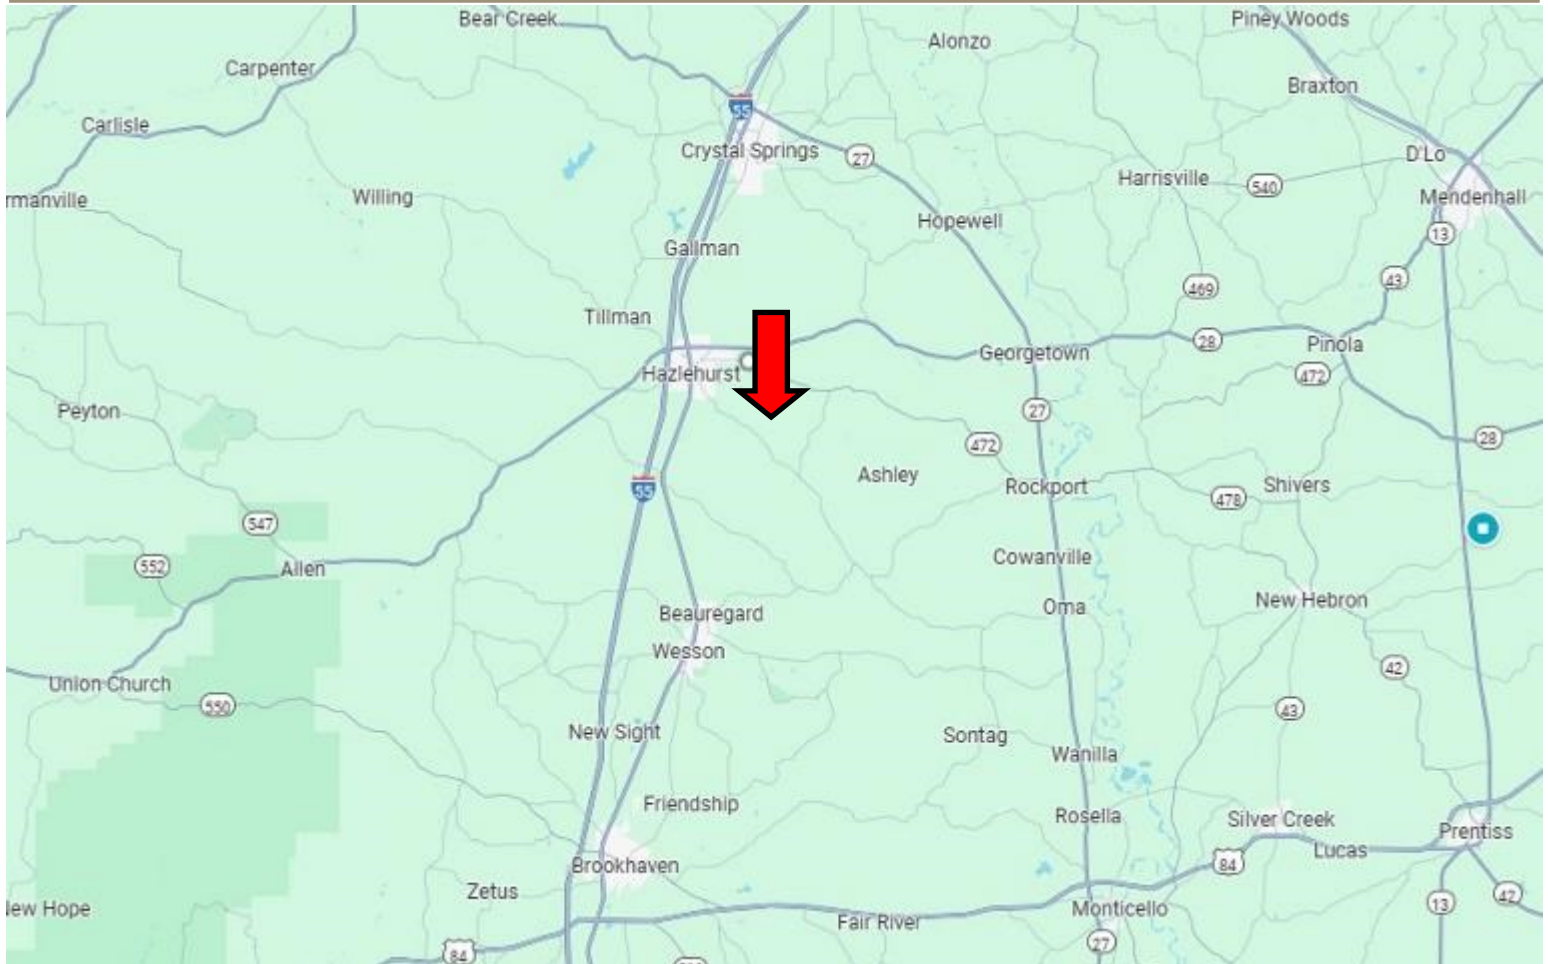 Bear Creek
Piney Woods
Alonzo
Carpenter
Braxton
55
Carlisle
Crystal Springs
27
D'Lo
Harrisville
540
rmanville
Willing
Mendenhall
Hopewell
13
Gallman
43
469
Tillman
28
Pinola
Georgetown
Hazlehurst
472
Peyton
27
28
472
Ashley
Rockport
55
478
Shivers
547
Cowanville
552
Allen
New Hebron
Oma
Beauregard
Wesson
42
Union Church
550
43
New Sight
Sontag
Wanilla
Friendship
Rosella
Silver Creek
Prentiss
Lucas
Brookhaven
84
Zetus
42
13
New Hope
Monticello
Fair River
27
84